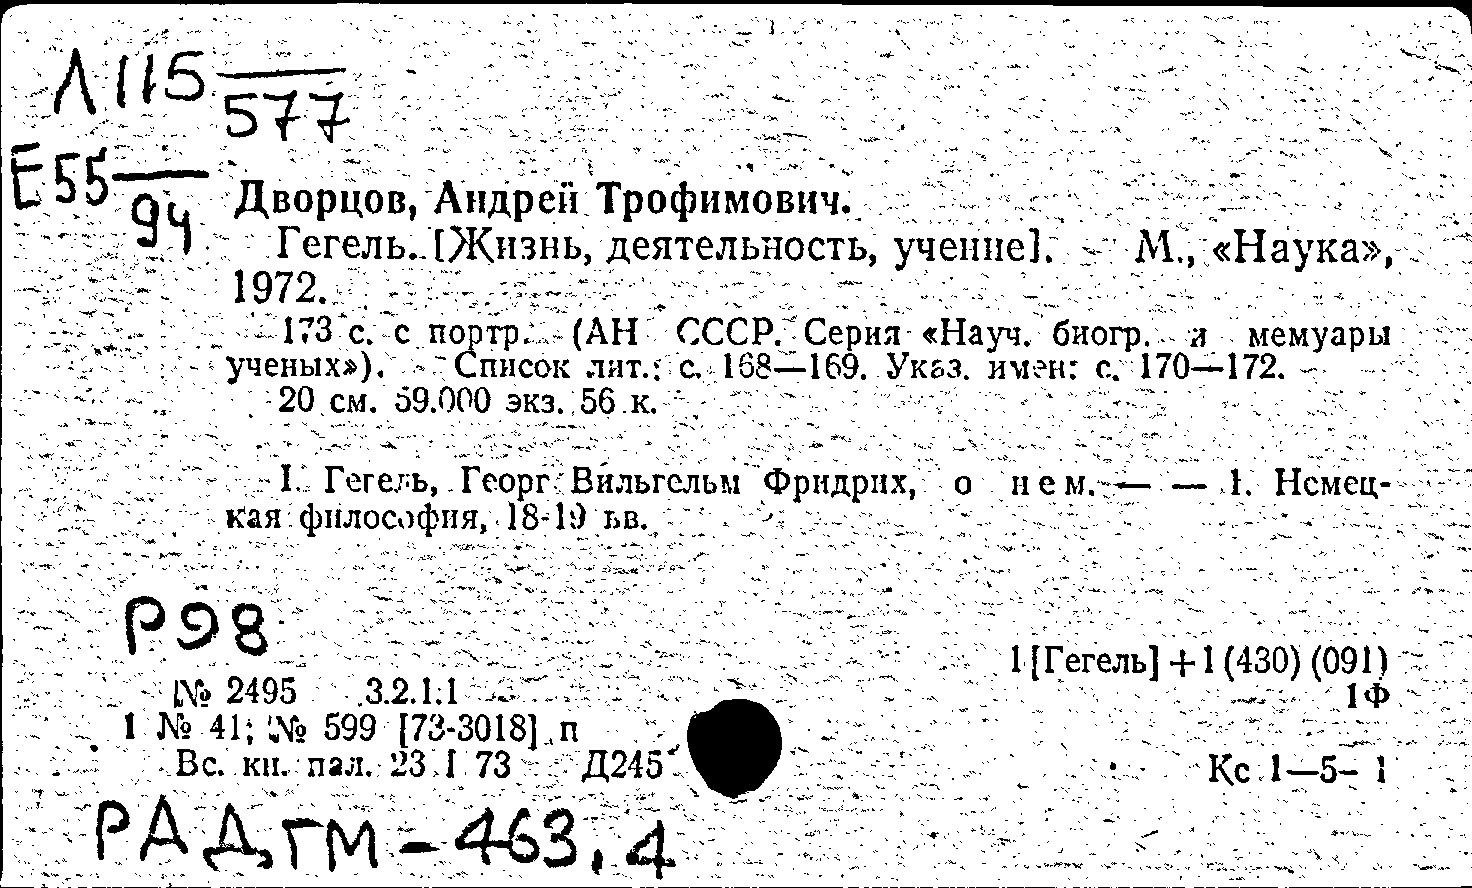 Л115
577
Е55
94
Дворцов, Андрей Трофимович.
Гегель. [Жизнь, деятельность, учение]. М., «Наука»,
1972.
173 с. с портр. (АН СССР. Серия «Науч. биогр. и мемуары
ученых»). Список лит.: с. 168—169. Указ. имен: с. 170—172.
20 см. 59.000 экз. 56 к.
I. Гегель, Георг Вильгельм Фридрих, о нем. — — 1. Немец-
кая философия, 18-19 вв.
Р98
1 [Гегель] + 1 (430) (091)
№ 2495 3.2.1.1
1Ф
1 № 41; № 599 [73-3018] п
Вс. кн. пал. 23 I 73 Д245
Кс 1—5- 1
РАД, ГМ - 463, 4